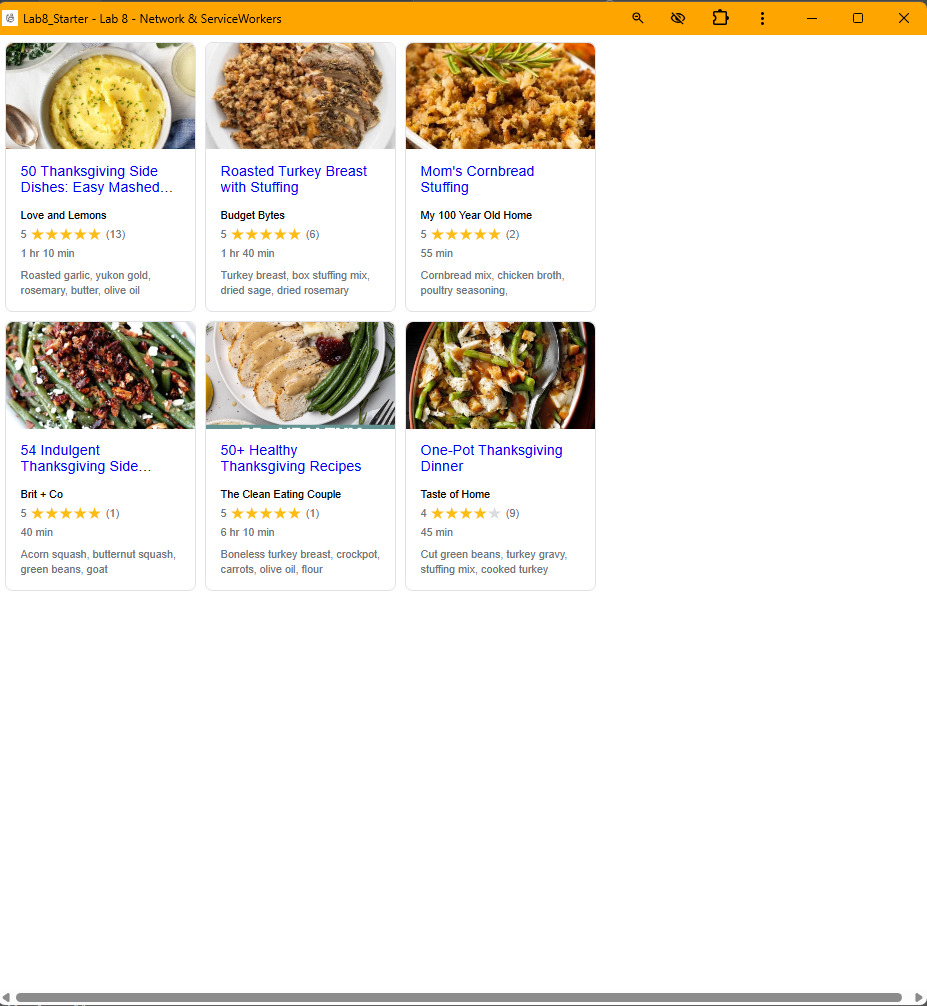 Lab8_Starter - Lab 8 - Network & ServiceWorkers
50 Thanksgiving Side
Dishes: Easy Mashed…
Love and Lemons
5 (13)
1 hr 10 min
Roasted garlic, yukon gold,
rosemary, butter, olive oil
Roasted Turkey Breast
with Stuffing
Budget Bytes
5 (6)
1 hr 40 min
Turkey breast, box stuffing mix,
dried sage, dried rosemary
Mom's Cornbread
Stuffing
My 100 Year Old Home
5 (2)
55 min
Cornbread mix, chicken broth,
poultry seasoning,
54 Indulgent
Thanksgiving Side…
Brit + Co
5 (1)
40 min
Acorn squash, butternut squash,
green beans, goat
50+ Healthy
Thanksgiving Recipes
The Clean Eating Couple
5 (1)
6 hr 10 min
Boneless turkey breast, crockpot,
carrots, olive oil, flour
One-Pot Thanksgiving
Dinner
Taste of Home
4 (9)
45 min
Cut green beans, turkey gravy,
stuffing mix, cooked turkey